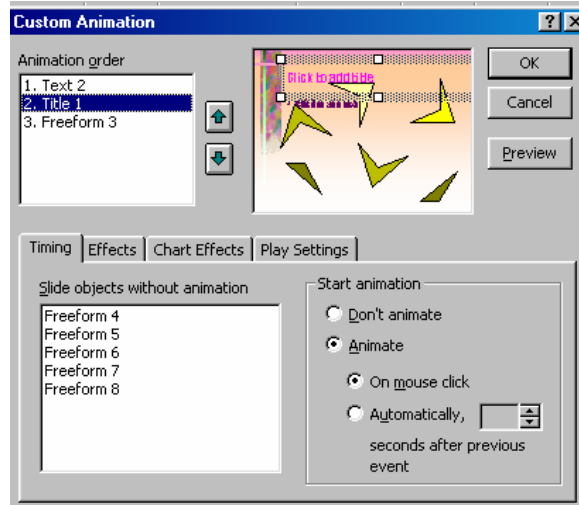 Custom Animation
Animation order
1. Text 2
2. Title 1
3. Freeform 3
Click to add title
OK
Cancel
Preview
Timing Effects Chart Effects Play Settings
Slide objects without animation
Freeform 4
Freeform 5
Freeform 6
Freeform 7
Freeform 8
Start animation
Don't animate
Animate
On mouse click
Automatically,
seconds after previous
event